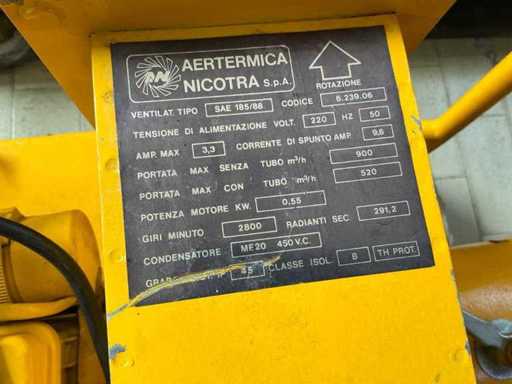 AERTERMICA
NICOTRA S.p.A.
ROTAZIONE
VENTILAT. TIPO SAE 185/88 CODICE 6.239.06
TENSIONE DI ALIMENTAZIONE VOLT. 220 HZ 50
AMP. MAX 3,3 CORRENTE DI SPUNTO AMP. 9,6
PORTATA MAX SENZA TUBO m³/h 900
PORTATA MAX CON TUBO m³/h 520
POTENZA MOTORE KW. 0,55
GIRI MINUTO 2800 RADIANTI SEC 291,2
CONDENSATORE MF20 450 V.C.
45 CLASSE ISOL B TH PROT.